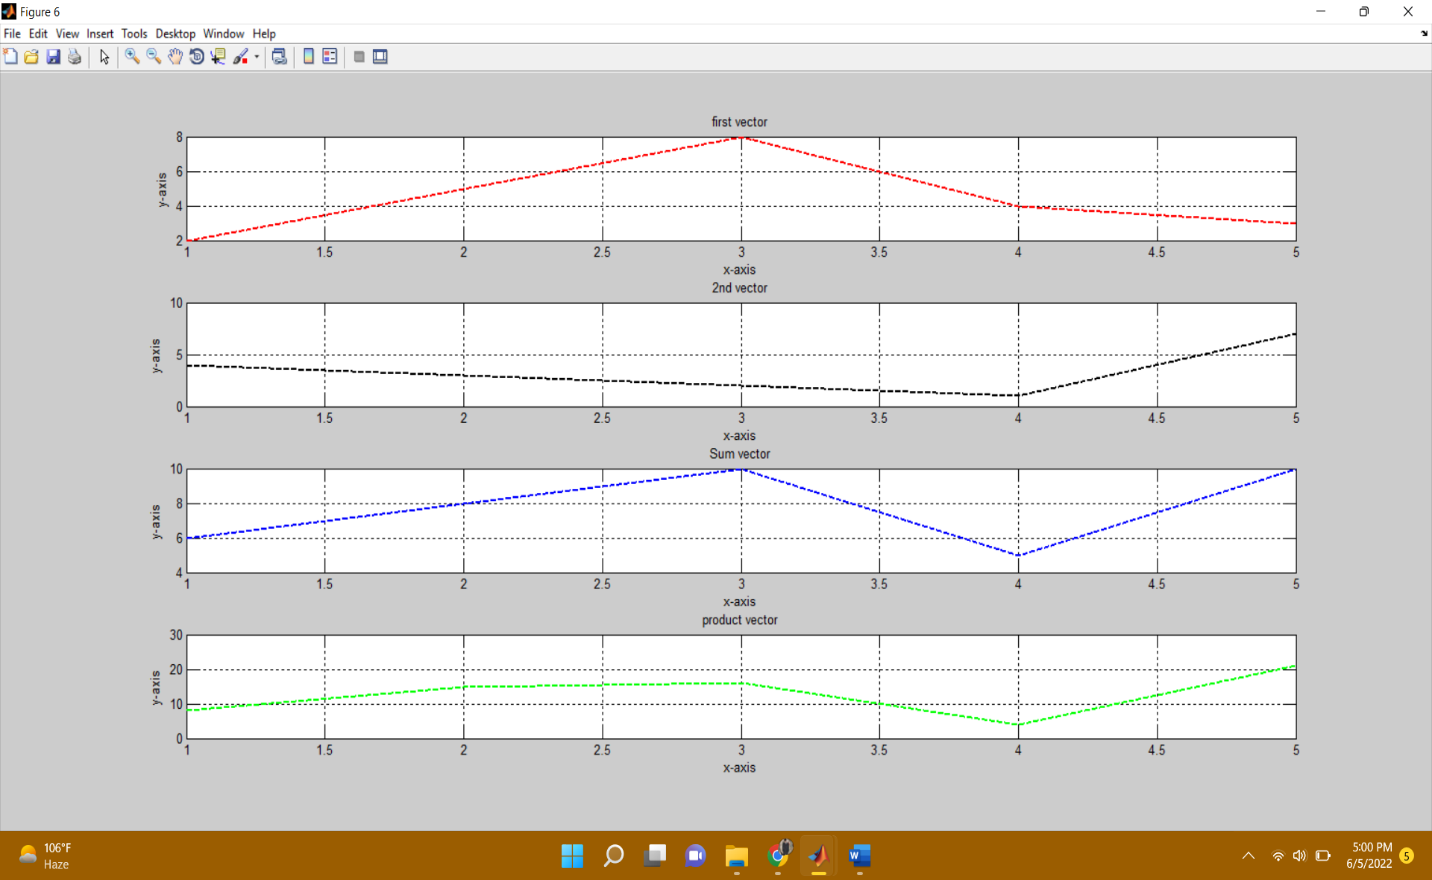 Figure 6
File Edit View Insert Tools Desktop Window Help
first vector
8
6
4
2
y-axis
1 1.5 2 2.5 3 3.5 4 4.5 5
x-axis
2nd vector
10
5
0
y-axis
1 1.5 2 2.5 3 3.5 4 4.5 5
x-axis
Sum vector
10
8
6
4
y-axis
1 1.5 2 2.5 3 3.5 4 4.5 5
x-axis
product vector
30
20
10
0
y-axis
1 1.5 2 2.5 3 3.5 4 4.5 5
x-axis
106°F
Haze
W
5:00 PM
6/5/2022
5